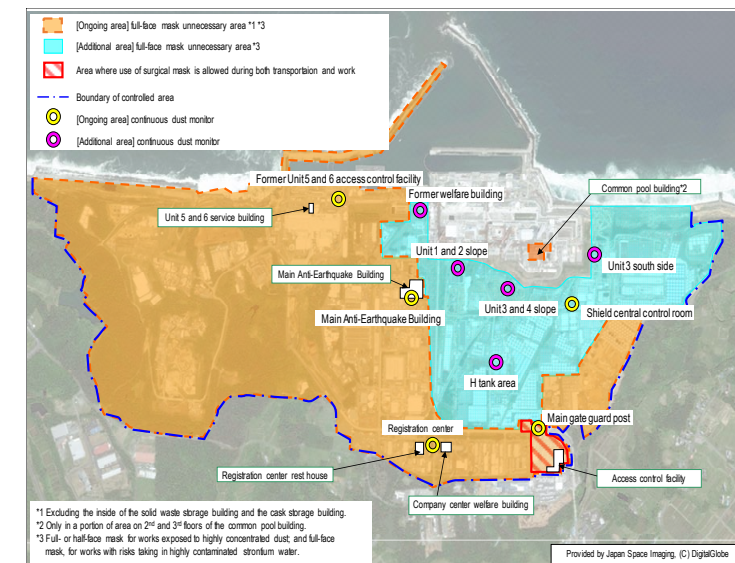 [Ongoing area] full-face mask unnecessary area *1 *3
[Additional area] full-face mask unnecessary area *3
Area where use of surgical mask is allowed during both transportaion and work
Boundary of controlled area
[Ongoing area] continuous dust monitor
[Additional area] continuous dust monitor
Former Unit 5 and 6 access control facility
Common pool building*2
Former welfare building
Unit 5 and 6 service building
Unit 1 and 2 slope
Unit 3 south side
Main Anti-Earthquake Building
Unit 3 and 4 slope
Shield central control room
Main Anti-Earthquake Building
H tank area
Main gate guard post
Registration center
Registration center rest house
Access control facility
Company center welfare building
*1 Excluding the inside of the solid waste storage building and the cask storage building.
*2 Only in a portion of area on 2nd and 3rd floors of the common pool building.
*3 Full- or half-face mask for works exposed to highly concentrated dust; and full-face
mask, for works with risks taking in highly contaminated strontium water.
Provided by Japan Space Imaging, (C) DigitalGlobe